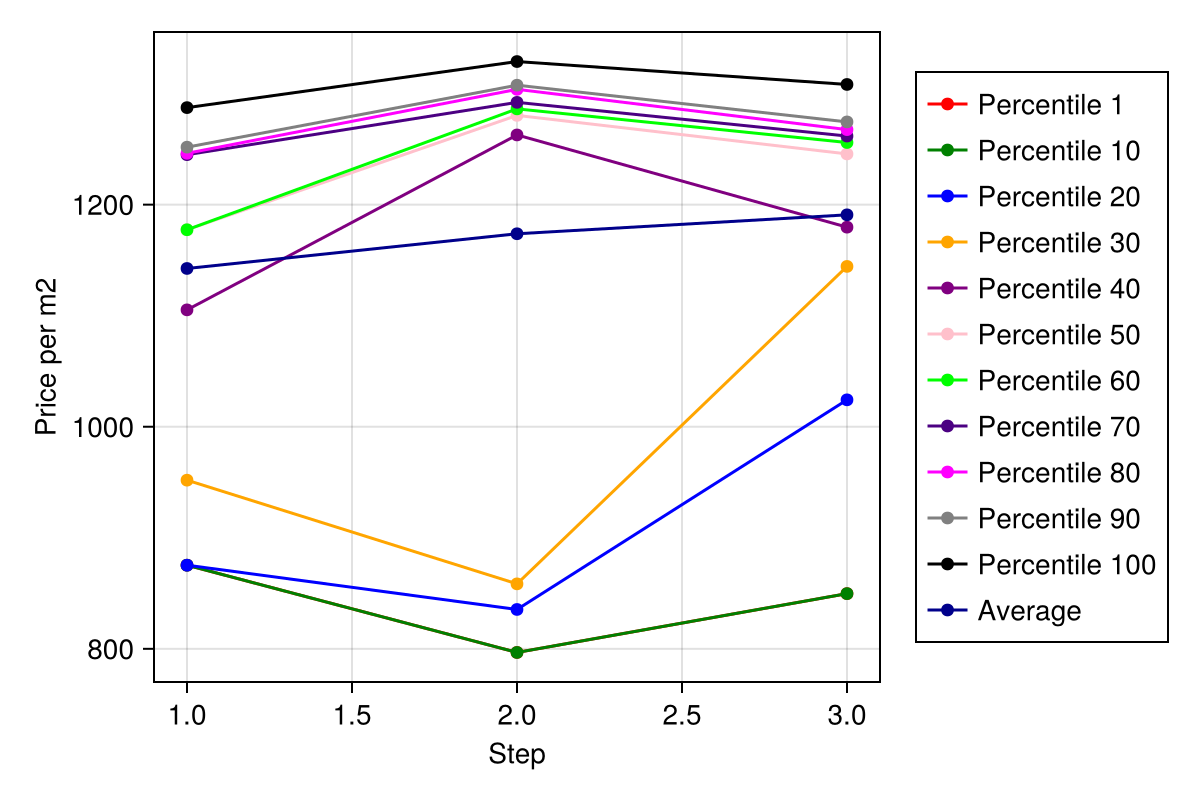 Price per m2
1200
1000
800
1.0 1.5 2.0 2.5 3.0
Step
Percentile 1
Percentile 10
Percentile 20
Percentile 30
Percentile 40
Percentile 50
Percentile 60
Percentile 70
Percentile 80
Percentile 90
Percentile 100
Average